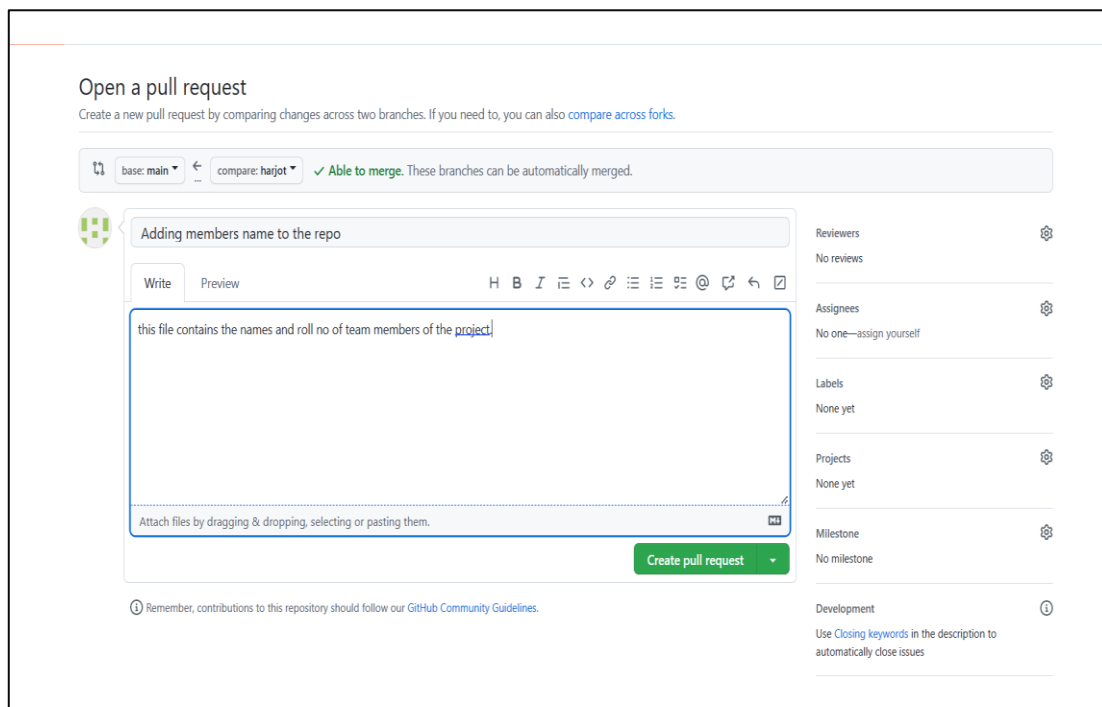 Open a pull request
Create a new pull request by comparing changes across two branches. If you need to, you can also compare across forks.
base: main compare: harjot ✓ Able to merge. These branches can be automatically merged.
Adding members name to the repo
Write Preview
this file contains the names and roll no of team members of the project.
Attach files by dragging & dropping, selecting or pasting them.
Create pull request
Remember, contributions to this repository should follow our GitHub Community Guidelines.
Reviewers
No reviews
Assignees
No one—assign yourself
Labels
None yet
Projects
None yet
Milestone
No milestone
Development
Use Closing keywords in the description to
automatically close issues